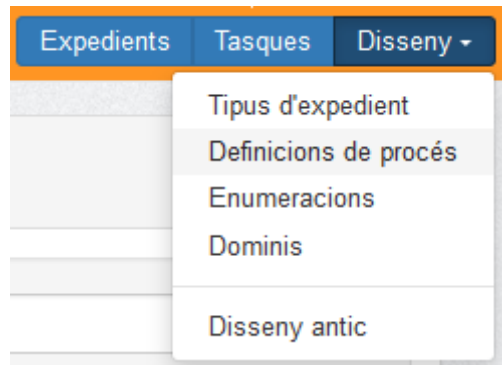 Expedients Tasques Disseny
Tipus d'expedient
Definicions de procés
Enumeracions
Dominis
Disseny antic